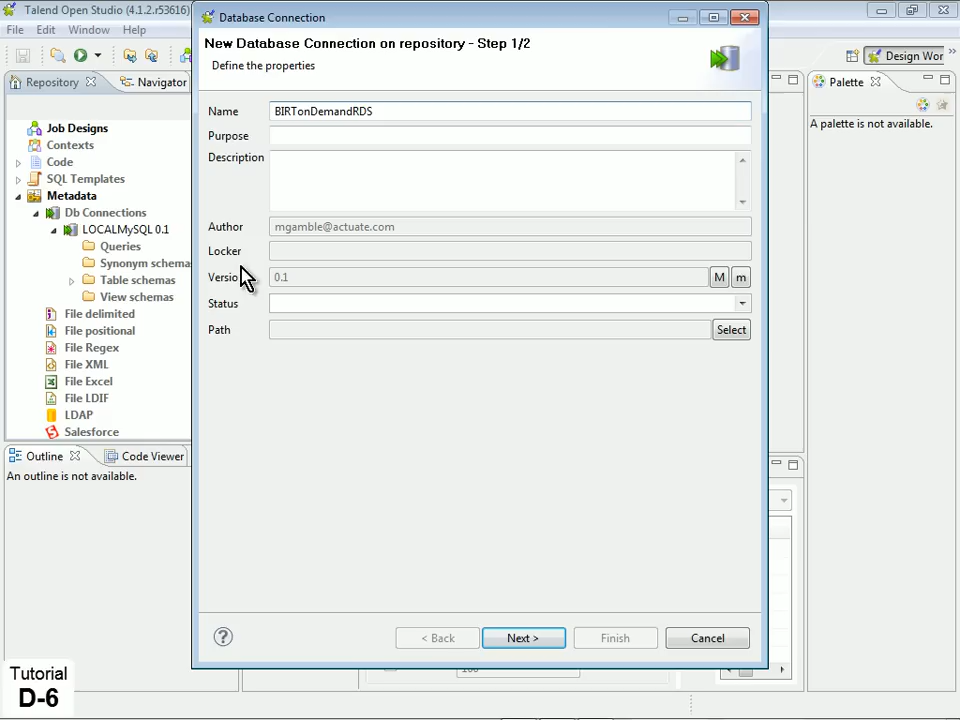 Talend Open Studio (4.1.2.r53616)
File Edit Window Help
Design Wor
Repository
Navigator
Job Designs
Contexts
Code
SQL Templates
Metadata
Db Connections
LOCALMySQL 0.1
Queries
Synonym schema
Table schemas
View schemas
File delimited
File positional
File Regex
File XML
File Excel
File LDIF
LDAP
Salesforce
Outline
Code Viewer
An outline is not available.
Database Connection
New Database Connection on repository - Step 1/2
Define the properties
Name BIRTonDemandRDS
Purpose
Description
Author mgamble@actuate.com
Locker
Versio 0.1 M m
Status
Path Select
< Back Next > Finish Cancel
Palette
A palette is not available.
Tutorial
D-6